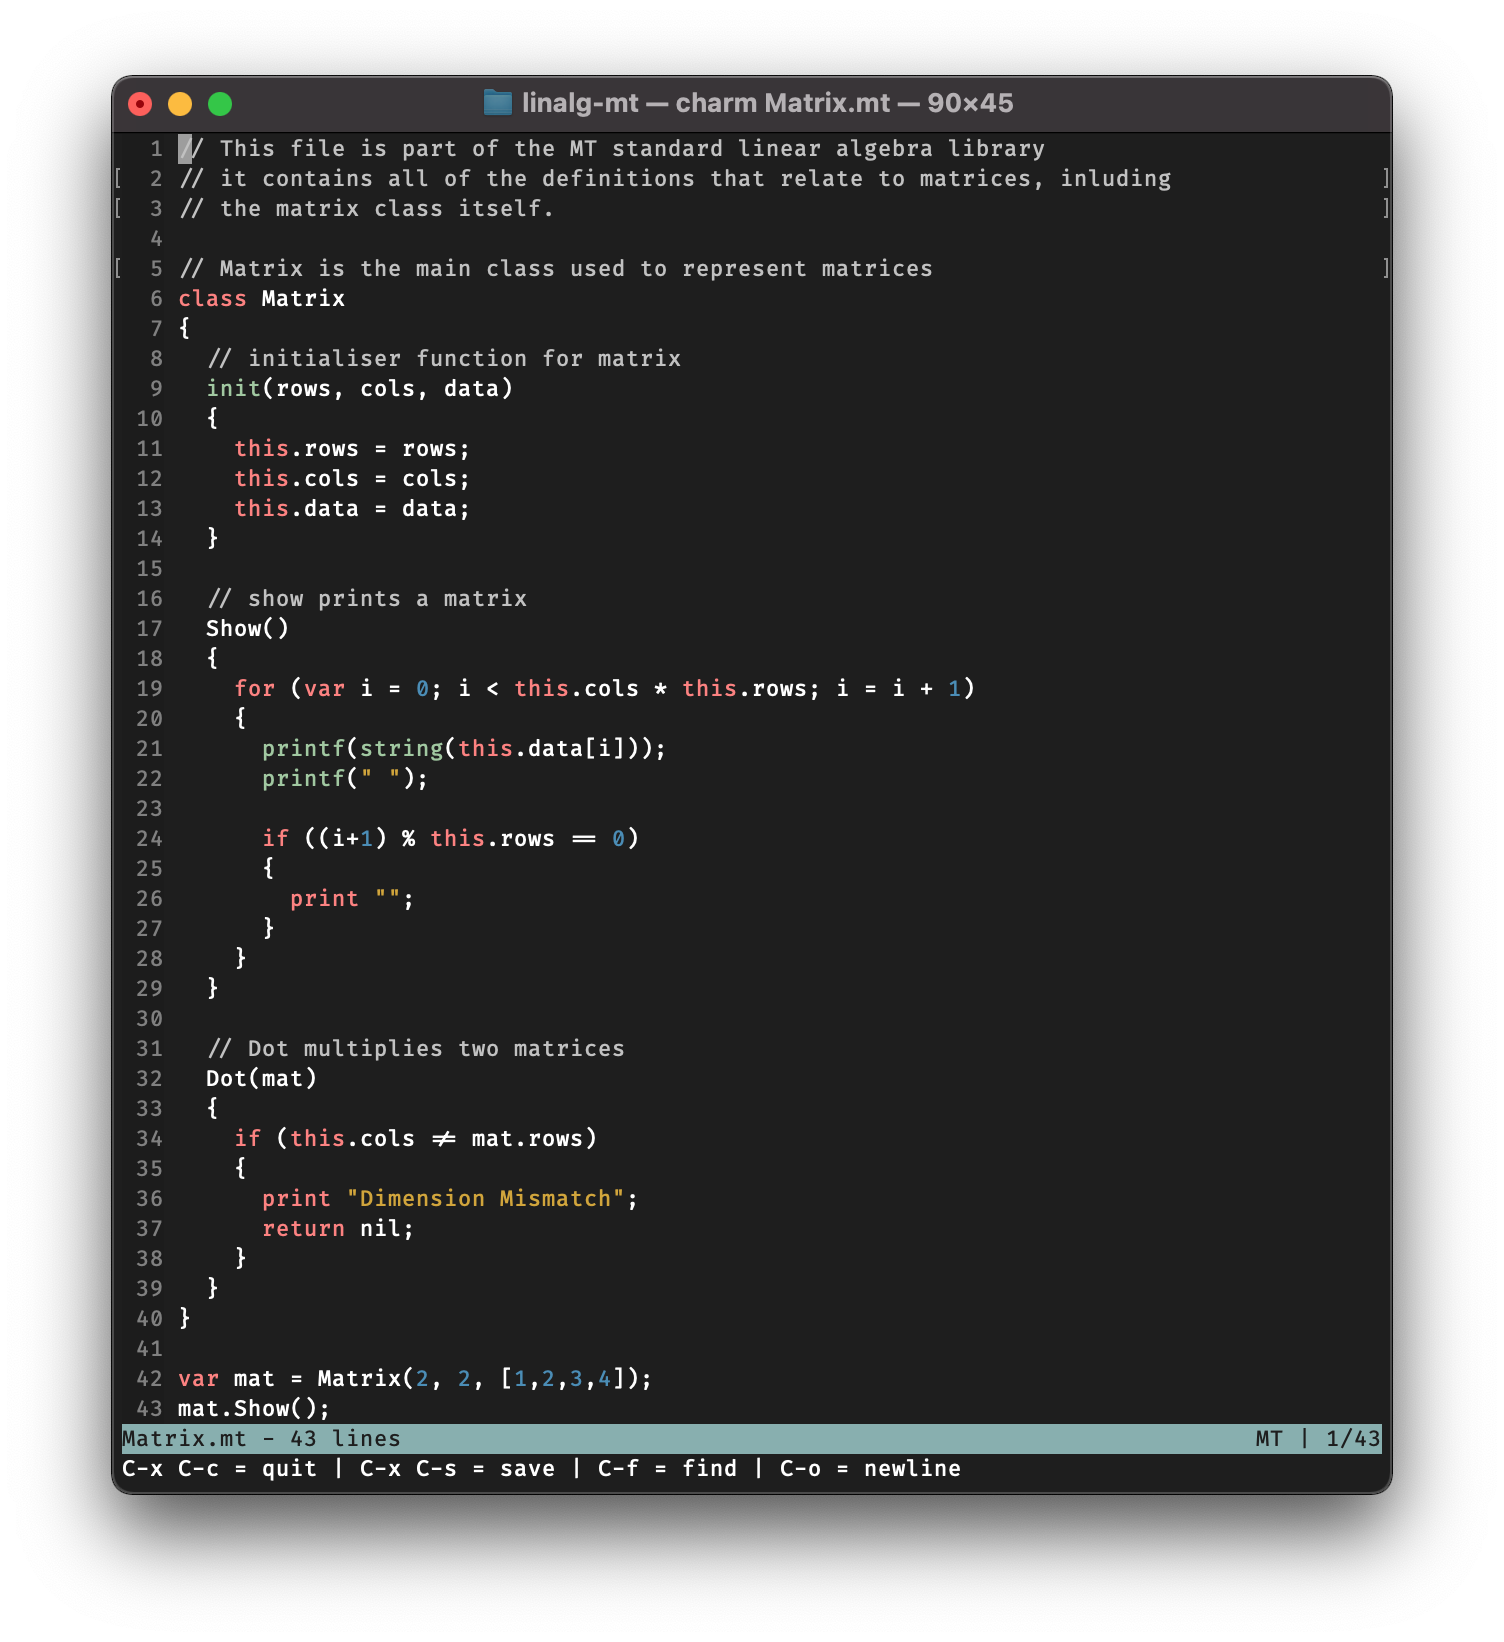 linalg-mt — charm Matrix.mt — 90×45
1 // This file is part of the MT standard linear algebra library
[ 2 // it contains all of the definitions that relate to matrices, inluding ]
[ 3 // the matrix class itself. ]
4
[ 5 // Matrix is the main class used to represent matrices ]
6 class Matrix
7 {
8   // initialiser function for matrix
9   init(rows, cols, data)
10   {
11     this.rows = rows;
12     this.cols = cols;
13     this.data = data;
14   }
15
16   // show prints a matrix
17   Show()
18   {
19     for (var i = 0; i < this.cols * this.rows; i = i + 1)
20     {
21       printf(string(this.data[i]));
22       printf(" ");
23
24       if ((i+1) % this.rows == 0)
25       {
26         print "";
27       }
28     }
29   }
30
31   // Dot multiplies two matrices
32   Dot(mat)
33   {
34     if (this.cols != mat.rows)
35     {
36       print "Dimension Mismatch";
37       return nil;
38     }
39   }
40 }
41
42 var mat = Matrix(2, 2, [1,2,3,4]);
43 mat.Show();
Matrix.mt - 43 lines MT | 1/43
C-x C-c = quit | C-x C-s = save | C-f = find | C-o = newline